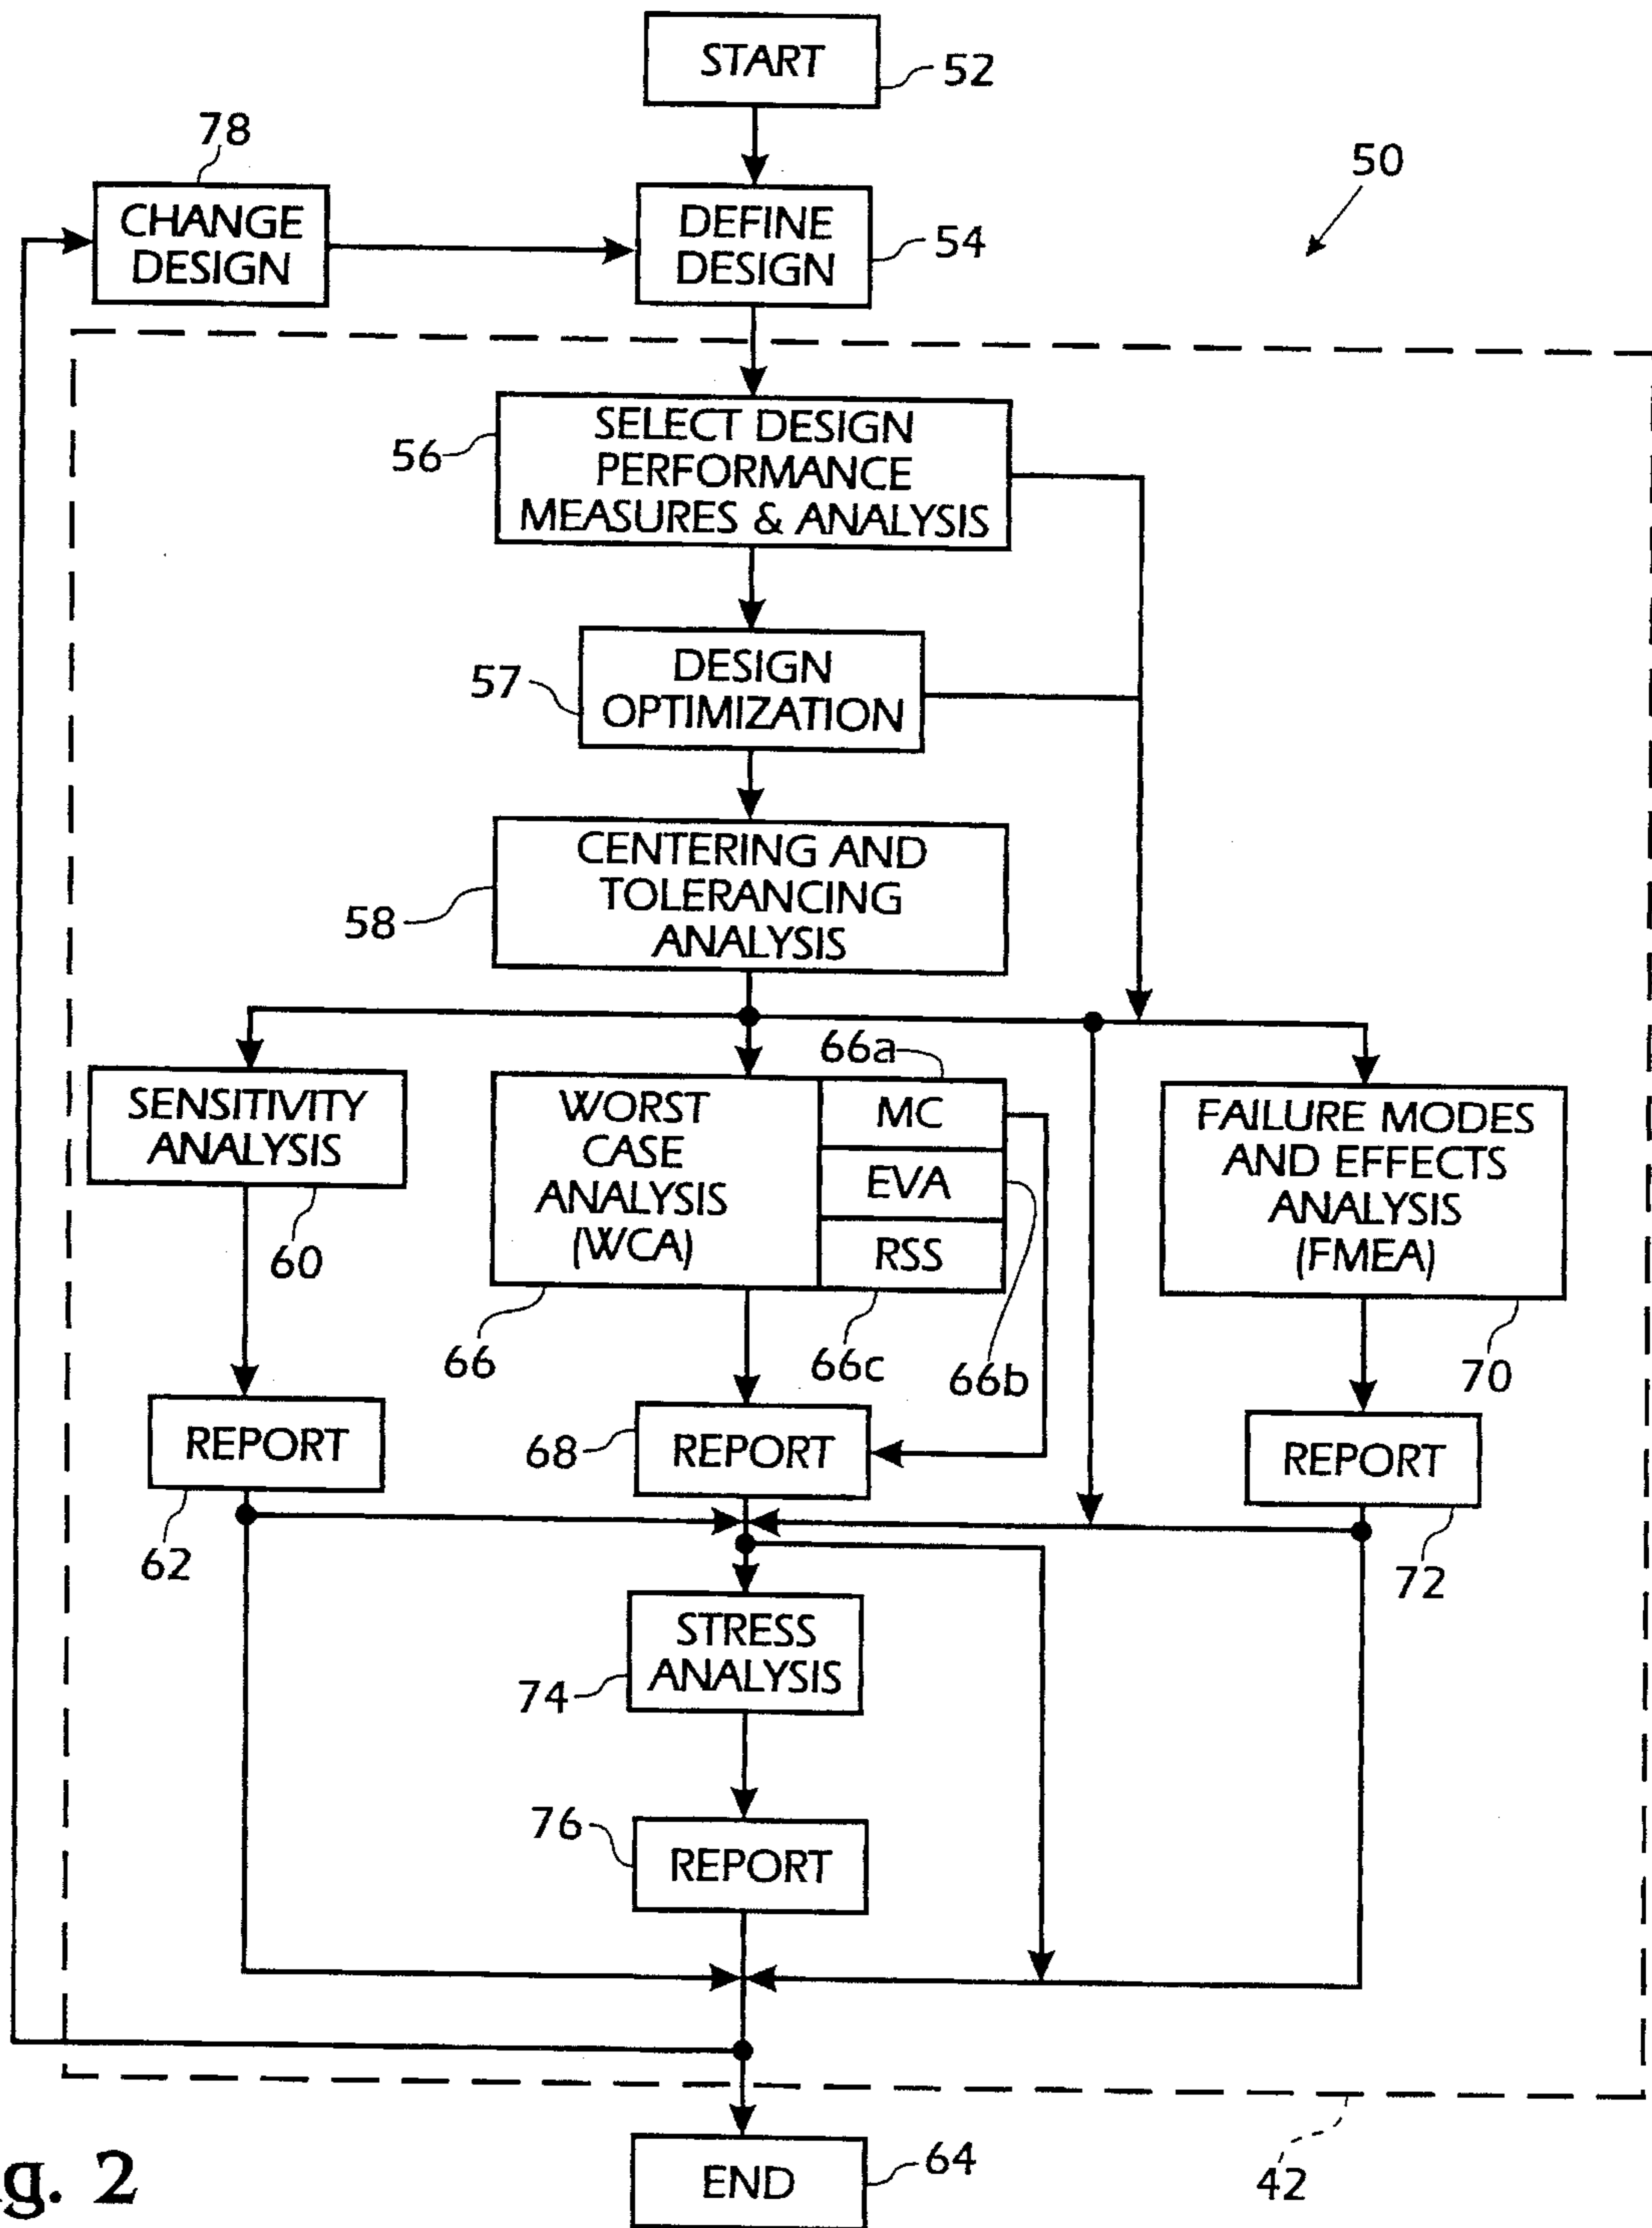 START
52
78
50
CHANGE
DESIGN
DEFINE
DESIGN
54
SELECT DESIGN
PERFORMANCE
MEASURES & ANALYSIS
56
DESIGN
OPTIMIZATION
57
CENTERING AND
TOLERANCING
ANALYSIS
58
66a
SENSITIVITY
ANALYSIS
60
WORST
CASE
ANALYSIS
(WCA)
MC
EVA
RSS
FAILURE MODES
AND EFFECTS
ANALYSIS
(FMEA)
66
66c
66b
70
REPORT
62
68
REPORT
REPORT
72
STRESS
ANALYSIS
74
76
REPORT
END
64
42
g. 2